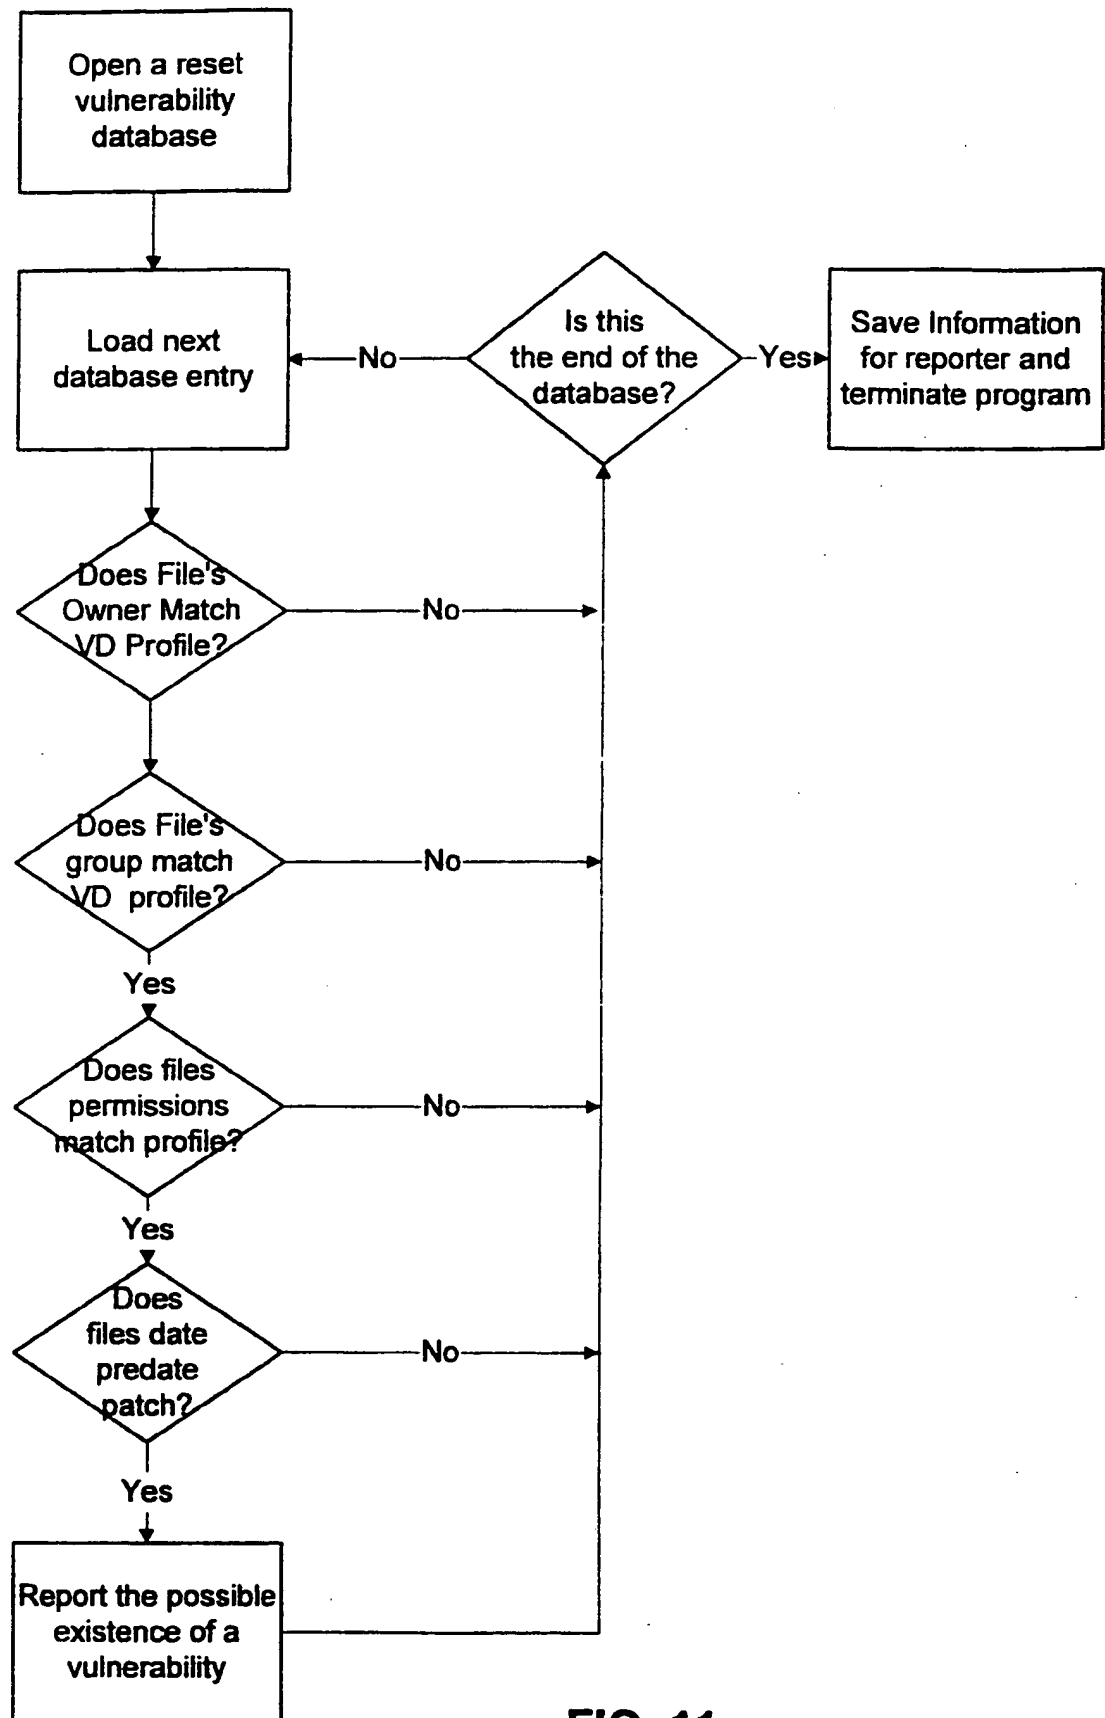 Open a reset
vulnerability
database
Load next
database entry
No
Is this
the end of the
database?
Yes
Save Information
for reporter and
terminate program
Does File's
Owner Match
VD Profile?
No
Does File's
group match
VD profile?
No
Yes
Does files
permissions
match profile?
No
Yes
Does
files date
predate
patch?
No
Yes
Report the possible
existence of a
vulnerability
FIG. 11